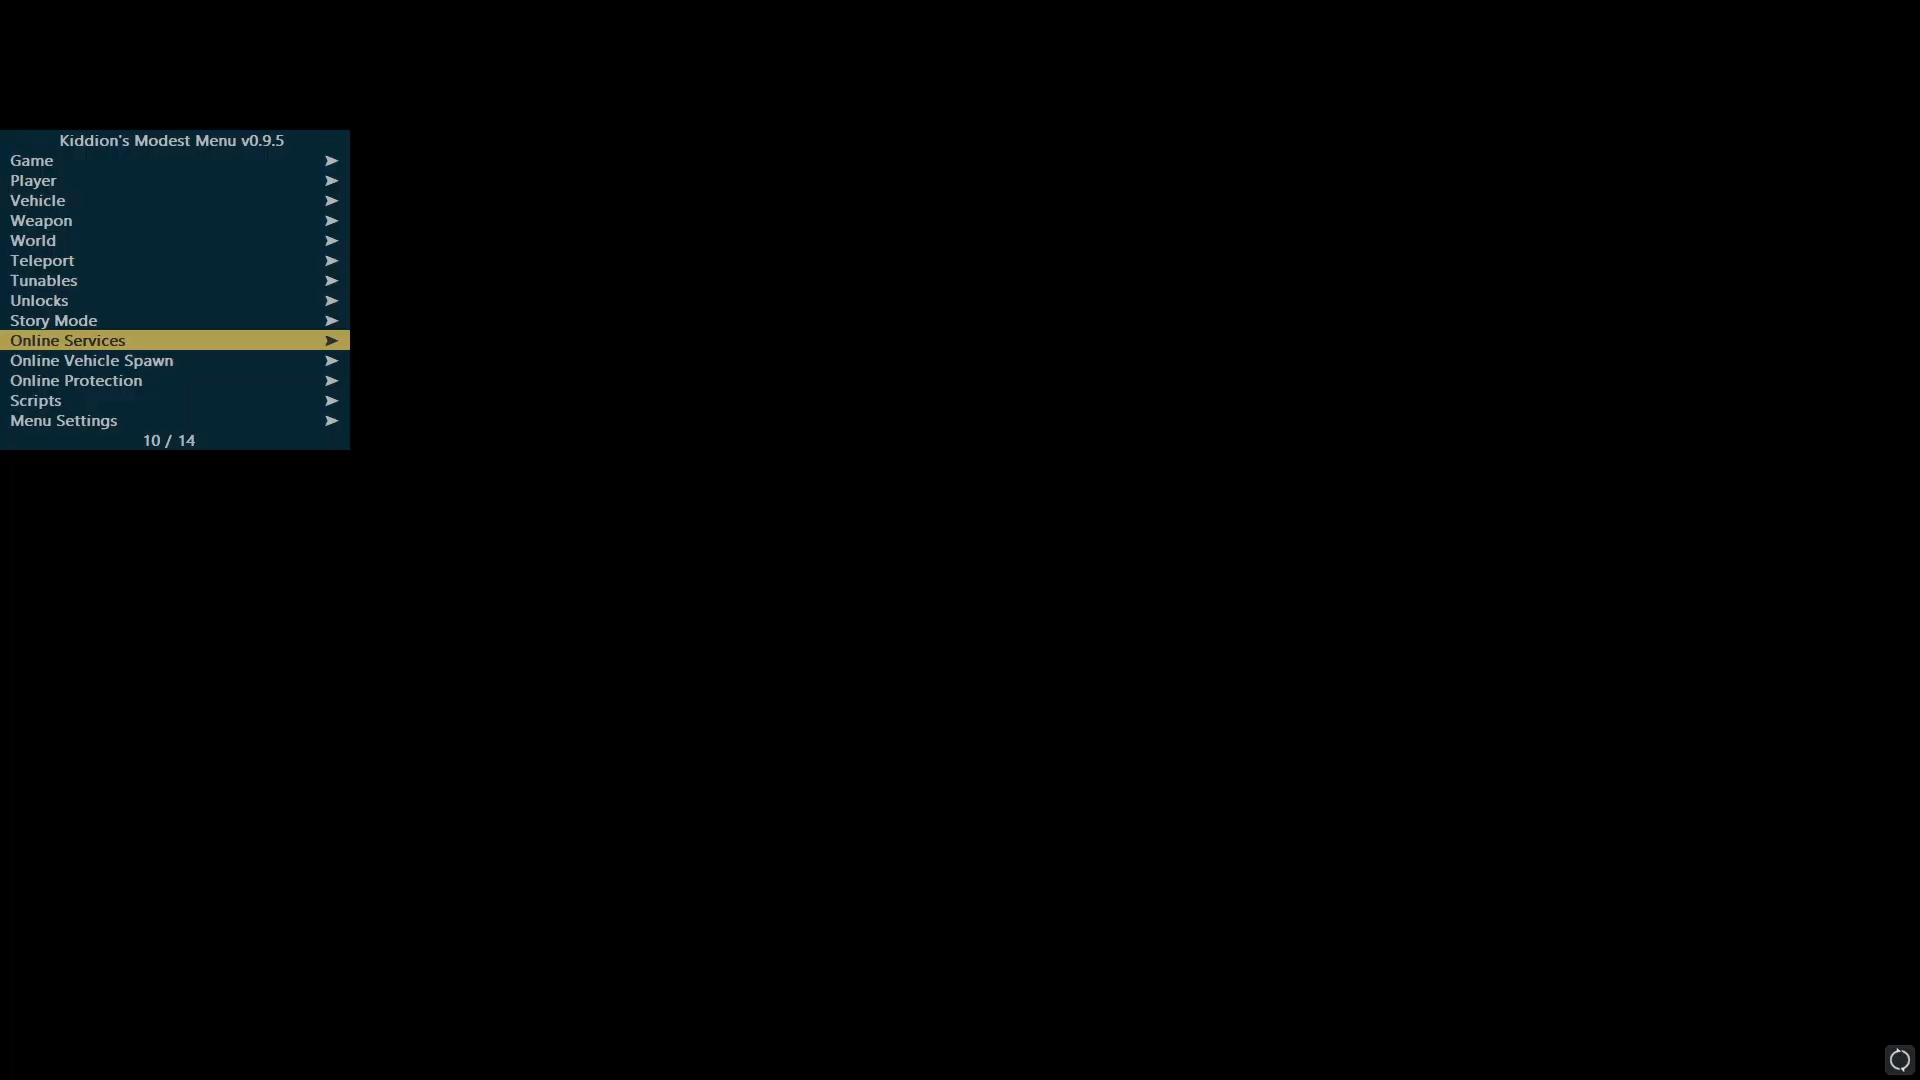 Kiddion's Modest Menu v0.9.5
Game
Player
Vehicle
Weapon
World
Teleport
Tunables
Unlocks
Story Mode
Online Services
Online Vehicle Spawn
Online Protection
Scripts
Menu Settings
10 / 14